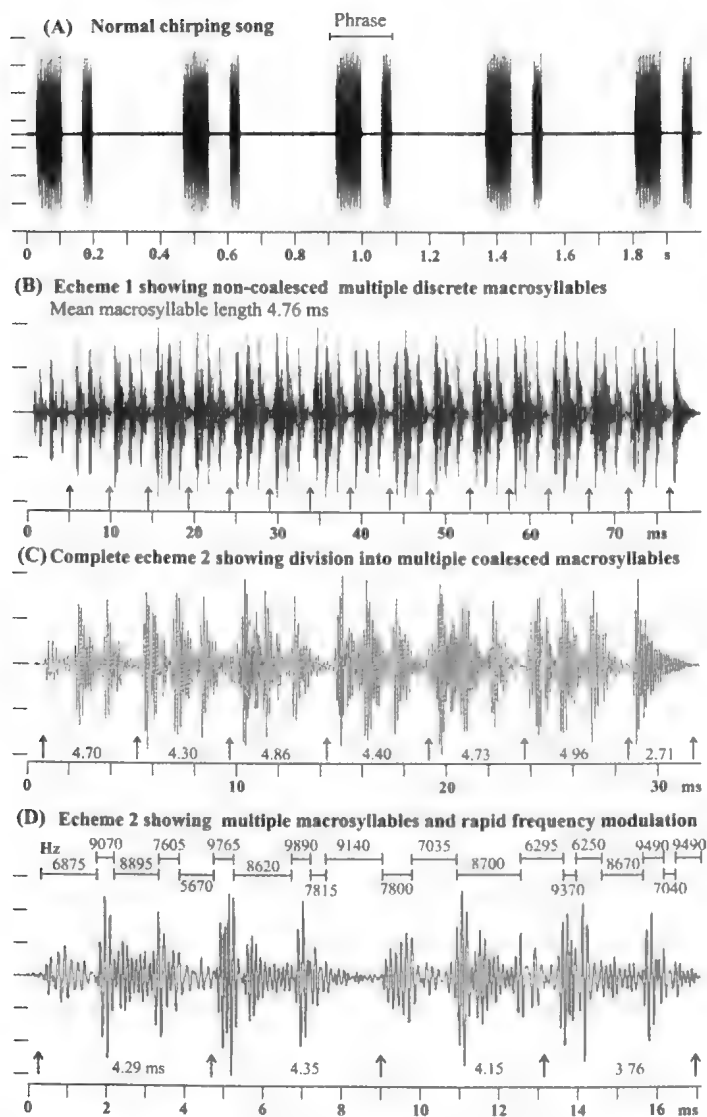 (A) Normal chirping song
Phrase
0 0.2 0.4 0.6 0.8 1.0 1.2 1.4 1.6 1.8 s
(B) Echeme 1 showing non-coalesced multiple discrete macrosyllables
Mean macrosyllable length 4.76 ms
0 10 20 30 40 50 60 70 ms
(C) Complete echeme 2 showing division into multiple coalesced macrosyllables
4.70 4.30 4.86 4.40 4.73 4.96 2.71
0 10 20 30 ms
(D) Echeme 2 showing multiple macrosyllables and rapid frequency modulation
Hz 9070 7605 9765 9890 9140 7035 6295 6250 9490 9490
6875 8895 8620 8700 8670
5670 7815 7800 9370 7040
4.29 ms 4.35 4.15 3.76
0 2 4 6 8 10 12 14 16 ms